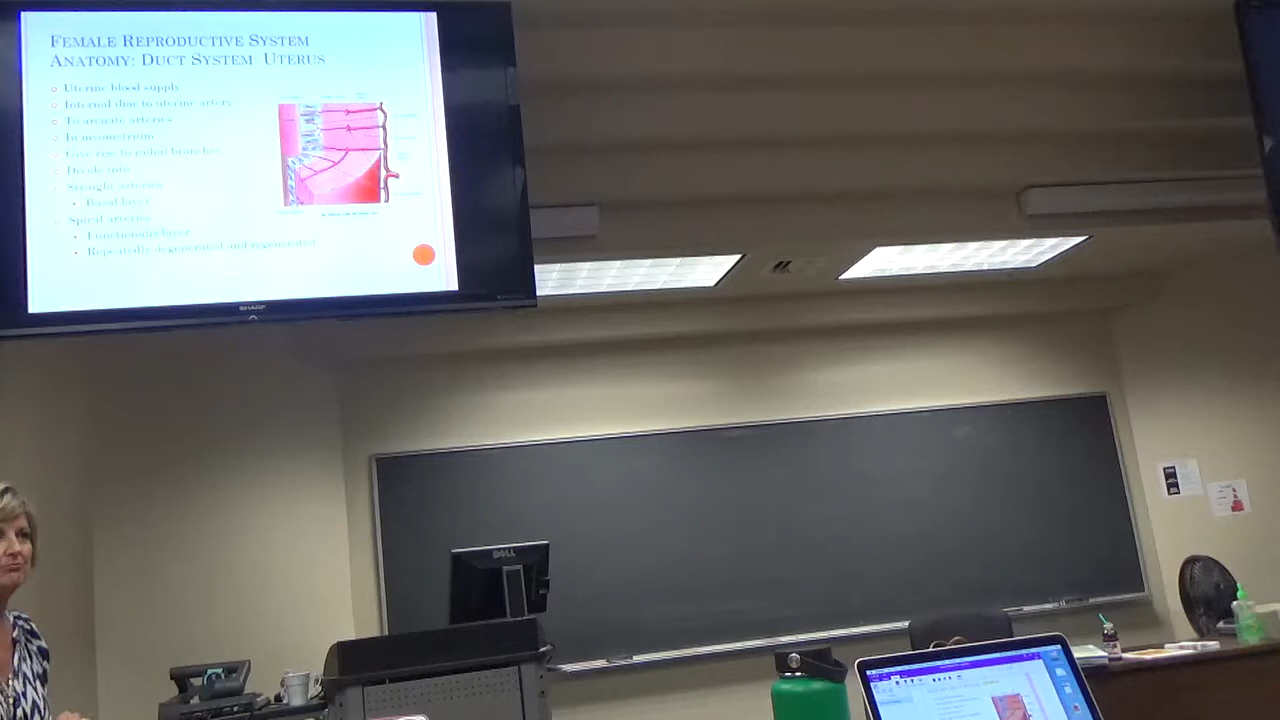 FEMALE REPRODUCTIVE SYSTEM
ANATOMY: DUCT SYSTEM- UTERUS
Uterine blood supply
Internal iliac to uterine artery
To arcuate arteries
In myometrium
Give rise to radial branches
Divide into
Straight arteries
Basal layer
Spiral arteries
Functionalis layer
Repeatedly degenerated and regenerated
SHARP
DELL